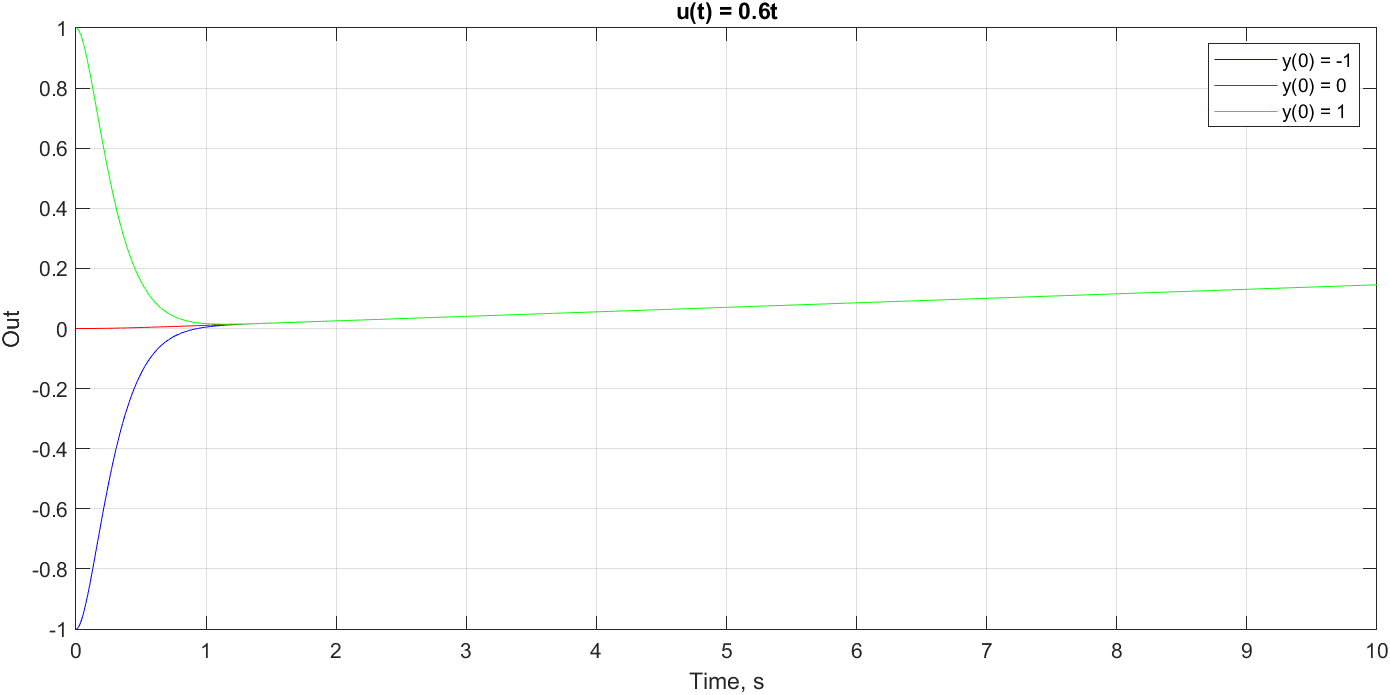 u(t) = 0.6t
y(0) = -1
y(0) = 0
y(0) = 1
1
0.8
0.6
0.4
0.2
0
-0.2
-0.4
-0.6
-0.8
-1
Out
0 1 2 3 4 5 6 7 8 9 10
Time, s